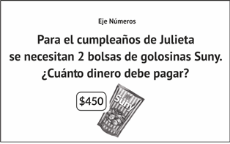 Eje Números
Para el cumpleaños de Julieta
se necesitan 2 bolsas de golosinas Suny.
¿Cuánto dinero debe pagar?
$450
Suny